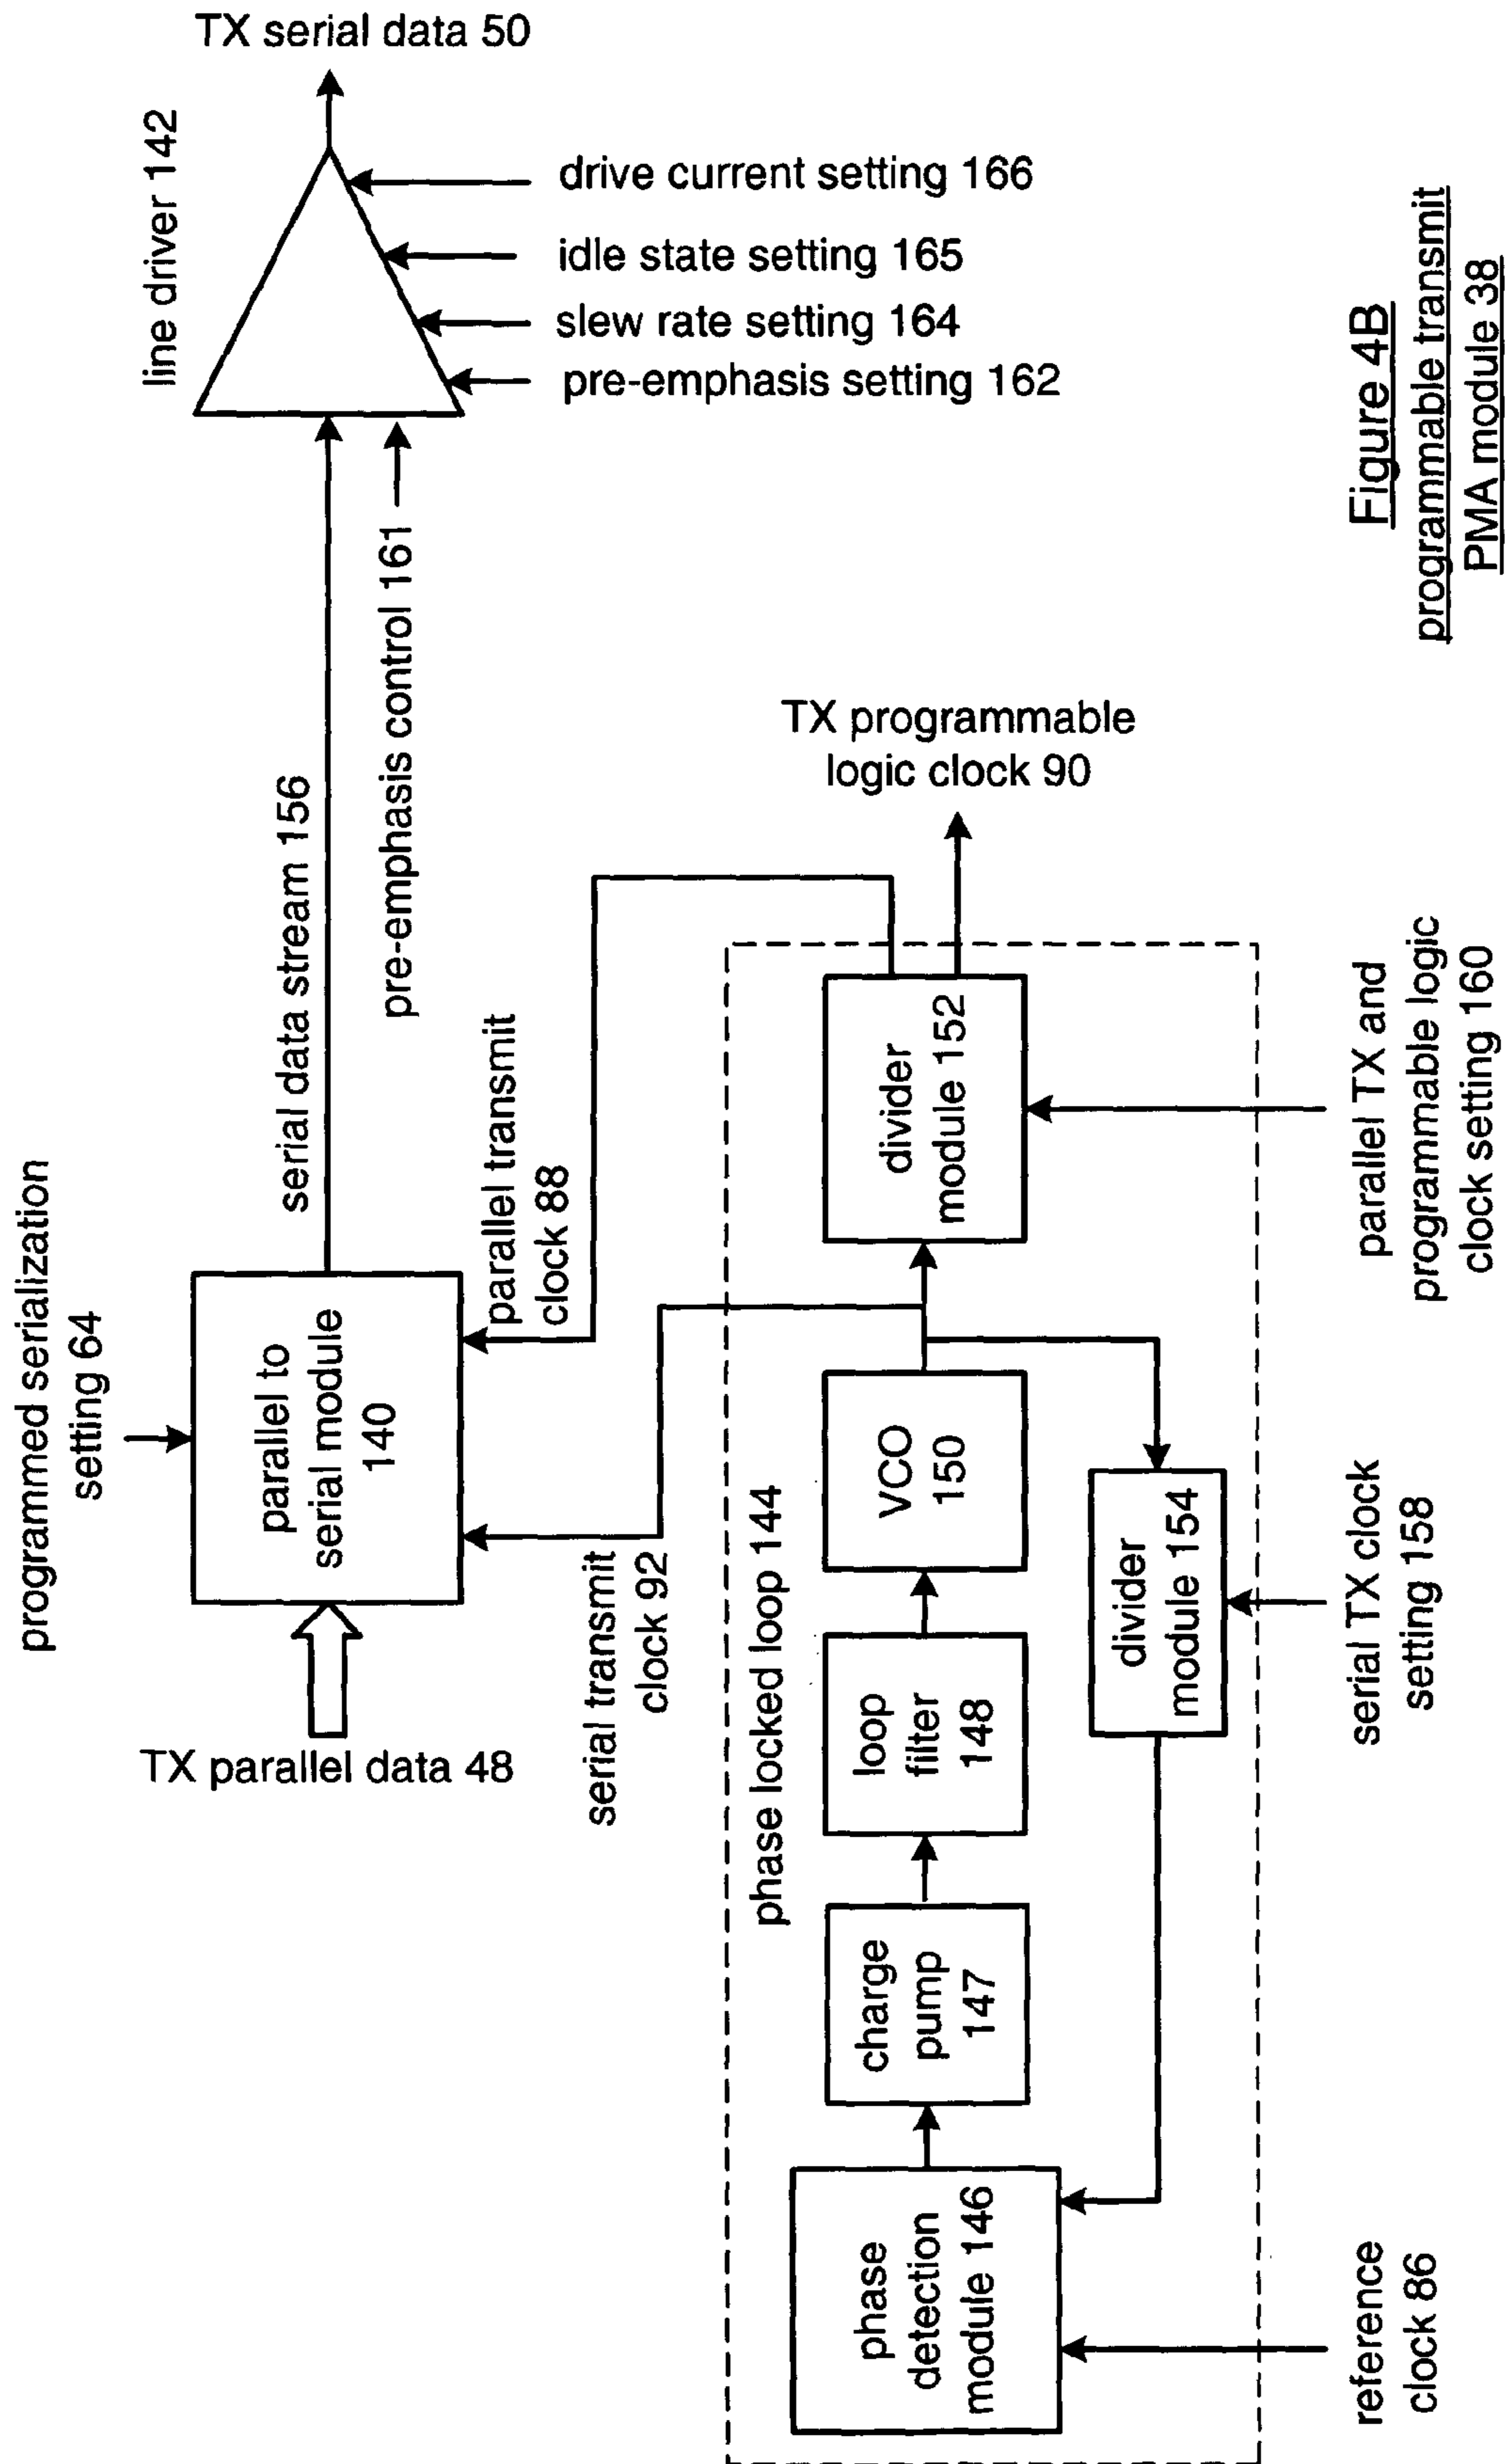 TX serial data 50
line driver 142
drive current setting 166
idle state setting 165
slew rate setting 164
pre-emphasis setting 162
serial data stream 156
pre-emphasis control 161
programmed serialization
setting 64
parallel to
serial module
140
TX parallel data 48
parallel transmit
clock 88
serial transmit
clock 92
TX programmable
logic clock 90
phase locked loop 144
phase
detection
module 146
charge
pump
147
loop
filter
148
VCO
150
divider
module 152
divider
module 154
reference
clock 86
serial TX clock
setting 158
parallel TX and
programmable logic
clock setting 160
Figure 4B
programmable transmit
PMA module 38